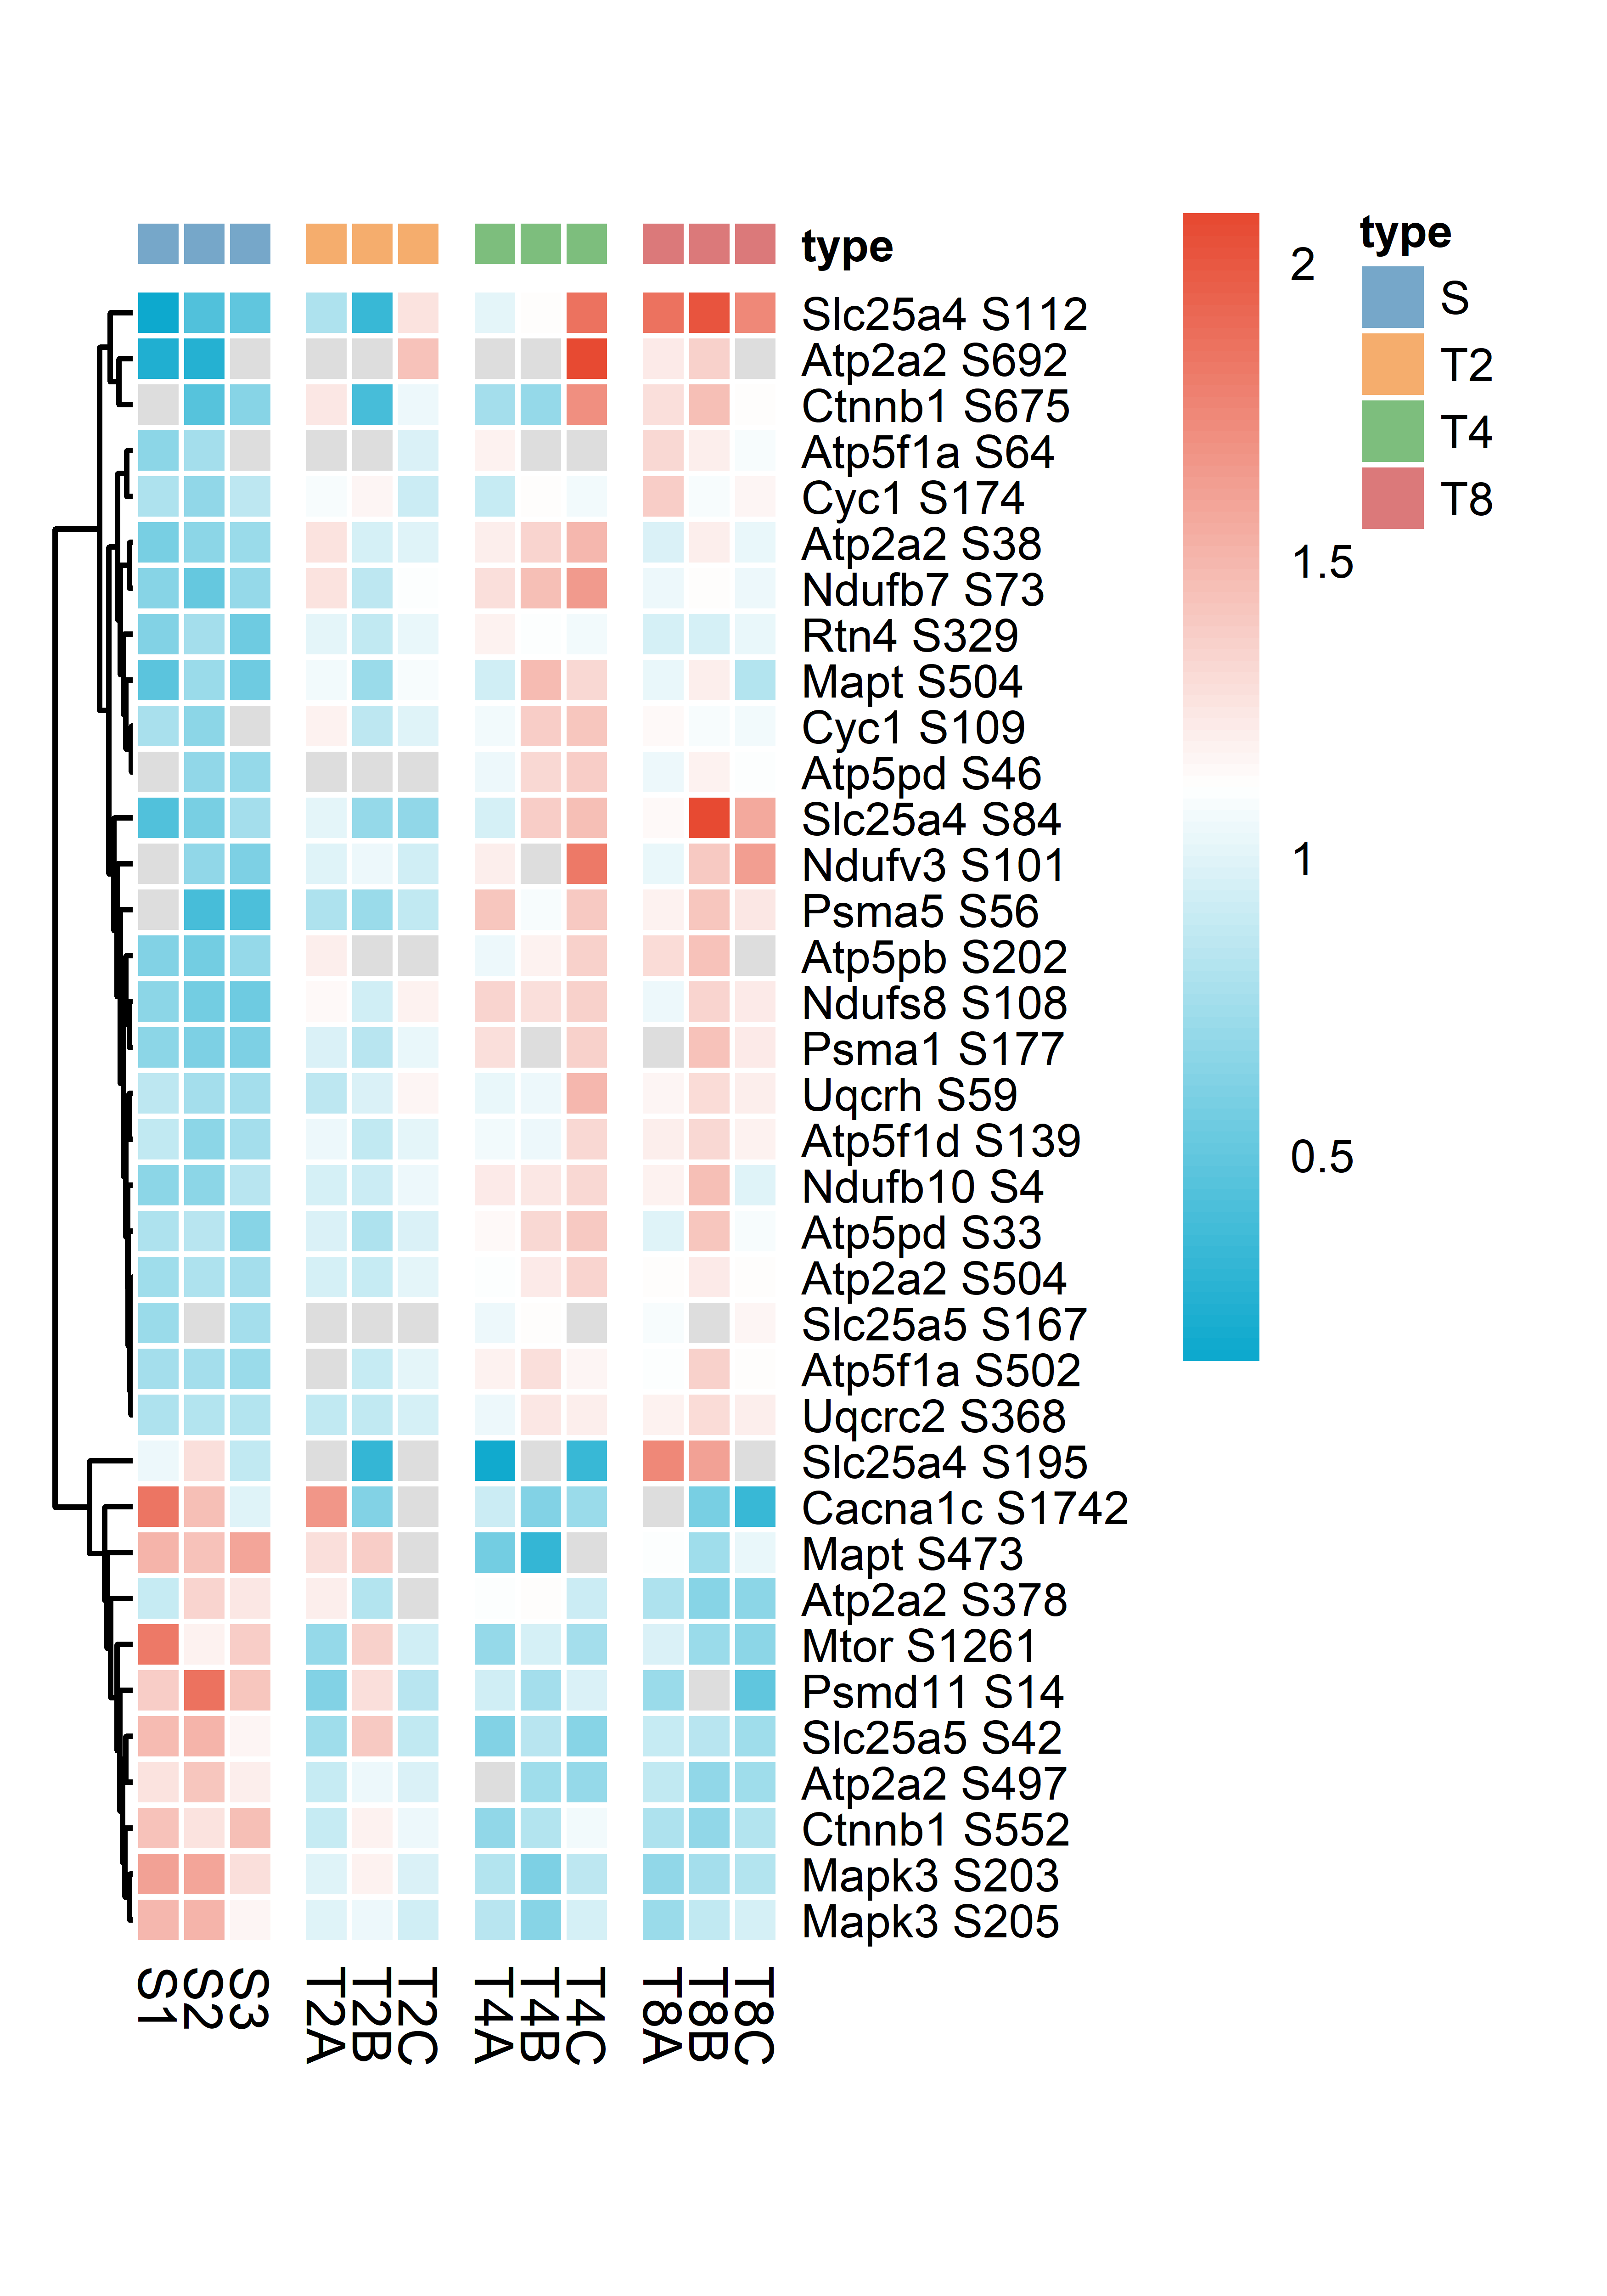 type
Slc25a4 S112
Atp2a2 S692
Ctnnb1 S675
Atp5f1a S64
Cyc1 S174
Atp2a2 S38
Ndufb7 S73
Rtn4 S329
Mapt S504
Cyc1 S109
Atp5pd S46
Slc25a4 S84
Ndufv3 S101
Psma5 S56
Atp5pb S202
Ndufs8 S108
Psma1 S177
Uqcrh S59
Atp5f1d S139
Ndufb10 S4
Atp5pd S33
Atp2a2 S504
Slc25a5 S167
Atp5f1a S502
Uqcrc2 S368
Slc25a4 S195
Cacna1c S1742
Mapt S473
Atp2a2 S378
Mtor S1261
Psmd11 S14
Slc25a5 S42
Atp2a2 S497
Ctnnb1 S552
Mapk3 S203
Mapk3 S205
S1
S2
S3
T2A
T2B
T2C
T4A
T4B
T4C
T8A
T8B
T8C
2
1.5
1
0.5
type
S
T2
T4
T8